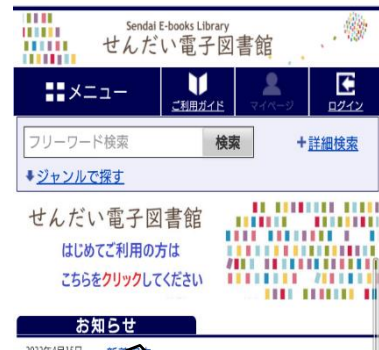 Sendai E-books Library
せんだい電子図書館
メニュー
ご利用ガイド
マイページ
ログイン
フリーワード検索
検索
+詳細検索
ジャンルで探す
せんだい電子図書館
はじめてご利用の方は
こちらをクリックしてください
お知らせ